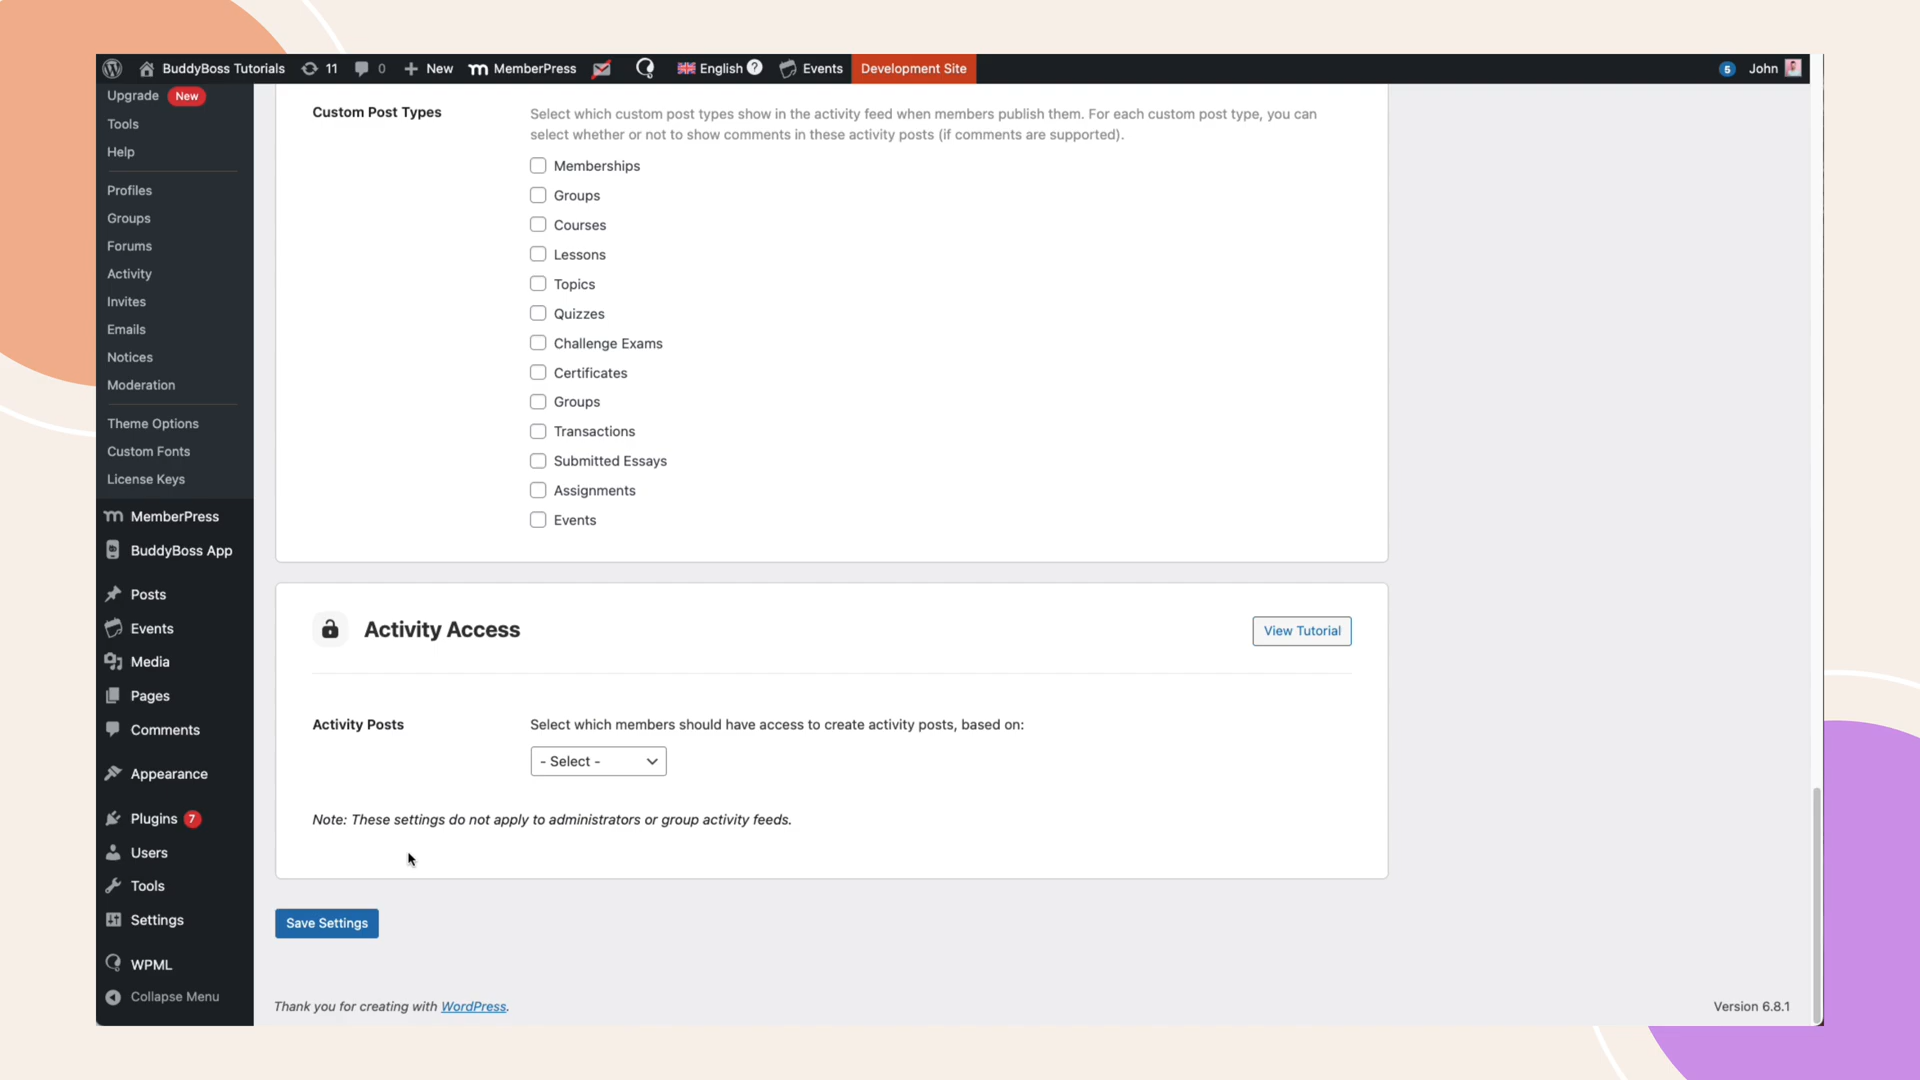 BuddyBoss Tutorials 11 0 New MemberPress English ? Events Development Site 5 John
Upgrade New
Tools
Help
Profiles
Groups
Forums
Activity
Invites
Emails
Notices
Moderation
Theme Options
Custom Fonts
License Keys
MemberPress
BuddyBoss App
Posts
Events
Media
Pages
Comments
Appearance
Plugins 7
Users
Tools
Settings
WPML
Collapse Menu
Custom Post Types
Select which custom post types show in the activity feed when members publish them. For each custom post type, you can
select whether or not to show comments in these activity posts (if comments are supported).
Memberships
Groups
Courses
Lessons
Topics
Quizzes
Challenge Exams
Certificates
Groups
Transactions
Submitted Essays
Assignments
Events
Activity Access
View Tutorial
Activity Posts
Select which members should have access to create activity posts, based on:
- Select -
Note: These settings do not apply to administrators or group activity feeds.
Save Settings
Thank you for creating with WordPress.
Version 6.8.1